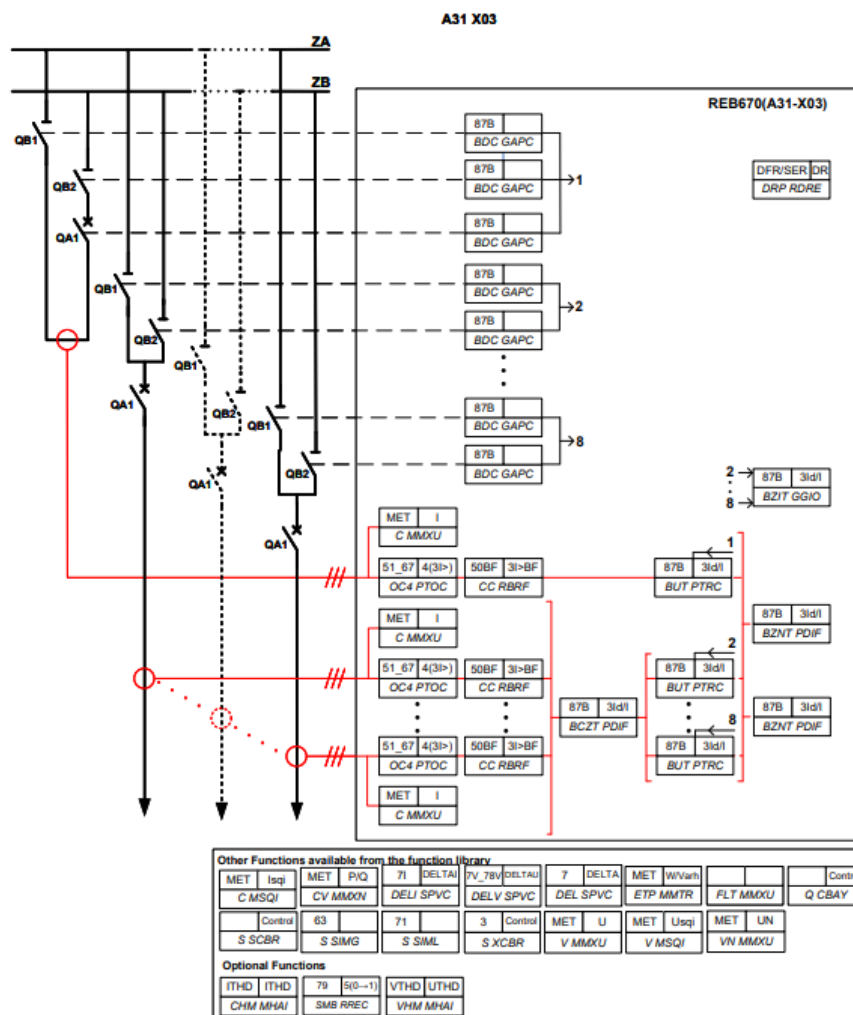 A31 X03
ZA
ZB
REB670(A31-X03)
QB1
QB2
QA1
QB1
QB2
QA1
QB1
QB2
QA1
QB1
QB2
QA1
87B
BDC GAPC
87B
BDC GAPC
1
87B
BDC GAPC
DFR/SER DR
DRP RDRE
87B
BDC GAPC
2
87B
BDC GAPC
87B
BDC GAPC
8
87B
BDC GAPC
2
8
87B 3Id/I
BZIT GGIO
MET I
C MMXU
51_67 4(3I>)
OC4 PTOC
50BF 3I>BF
CC RBRF
1
87B 3Id/I
BUT PTRC
87B 3Id/I
BZNT PDIF
MET I
C MMXU
51_67 4(3I>)
OC4 PTOC
50BF 3I>BF
CC RBRF
87B 3Id/I
BCZT PDIF
2
87B 3Id/I
BUT PTRC
87B 3Id/I
BZNT PDIF
51_67 4(3I>)
OC4 PTOC
50BF 3I>BF
CC RBRF
8
87B 3Id/I
BUT PTRC
MET I
C MMXU
Other Functions available from the function library
MET Isqi
C MSQI
MET P/Q
CV MMXN
7I DELTAI
DELI SPVC
7V_78V DELTAU
DELV SPVC
7 DELTA
DEL SPVC
MET W/Varh
ETP MMTR
FLT MMXU
Contr
Q CBAY
Control
S SCBR
63
S SIMG
71
S SIML
3 Control
S XCBR
MET U
V MMXU
MET Usqi
V MSQI
MET UN
VN MMXU
Optional Functions
ITHD ITHD
CHM MHAI
79 5(0→1)
SMB RREC
VTHD UTHD
VHM MHAI